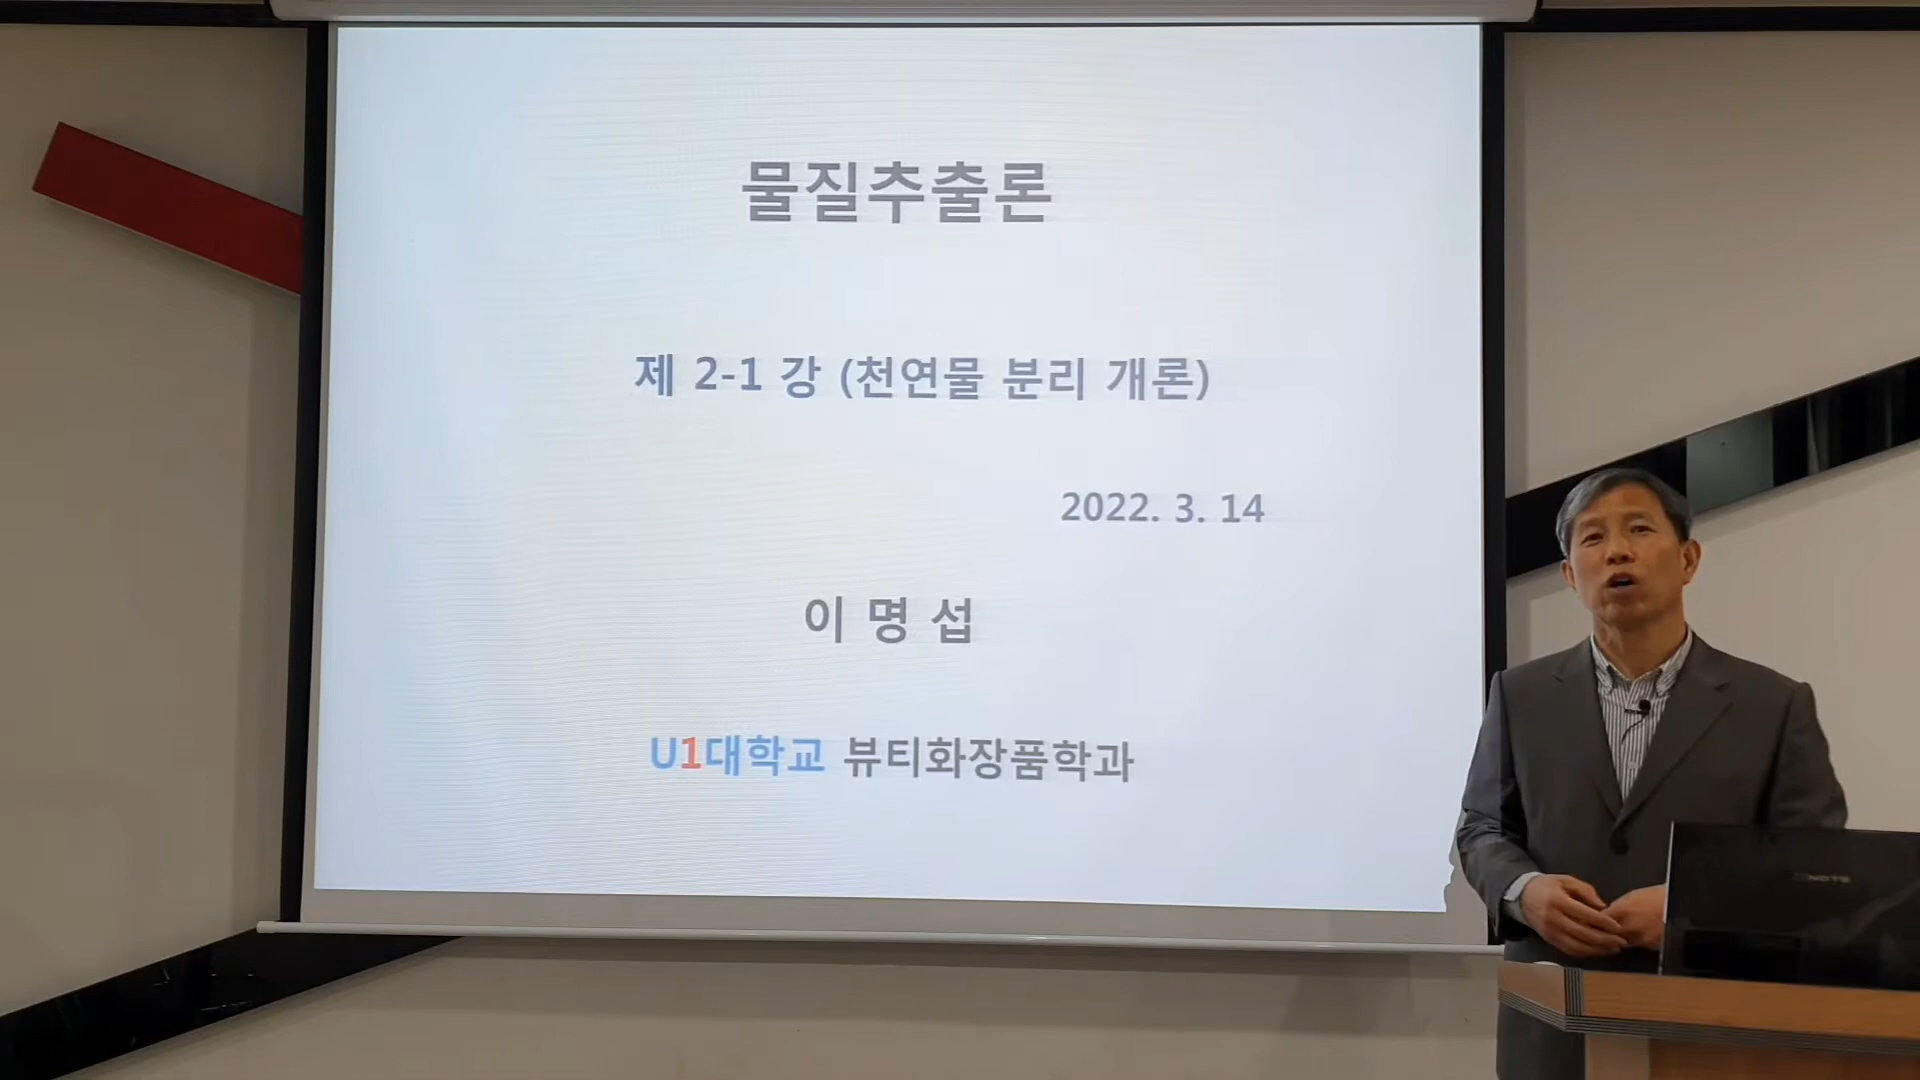 물질추출론
제 2-1 강 (천연물 분리 개론)
2022. 3. 14
이 명 섭
U1대학교 뷰티화장품학과